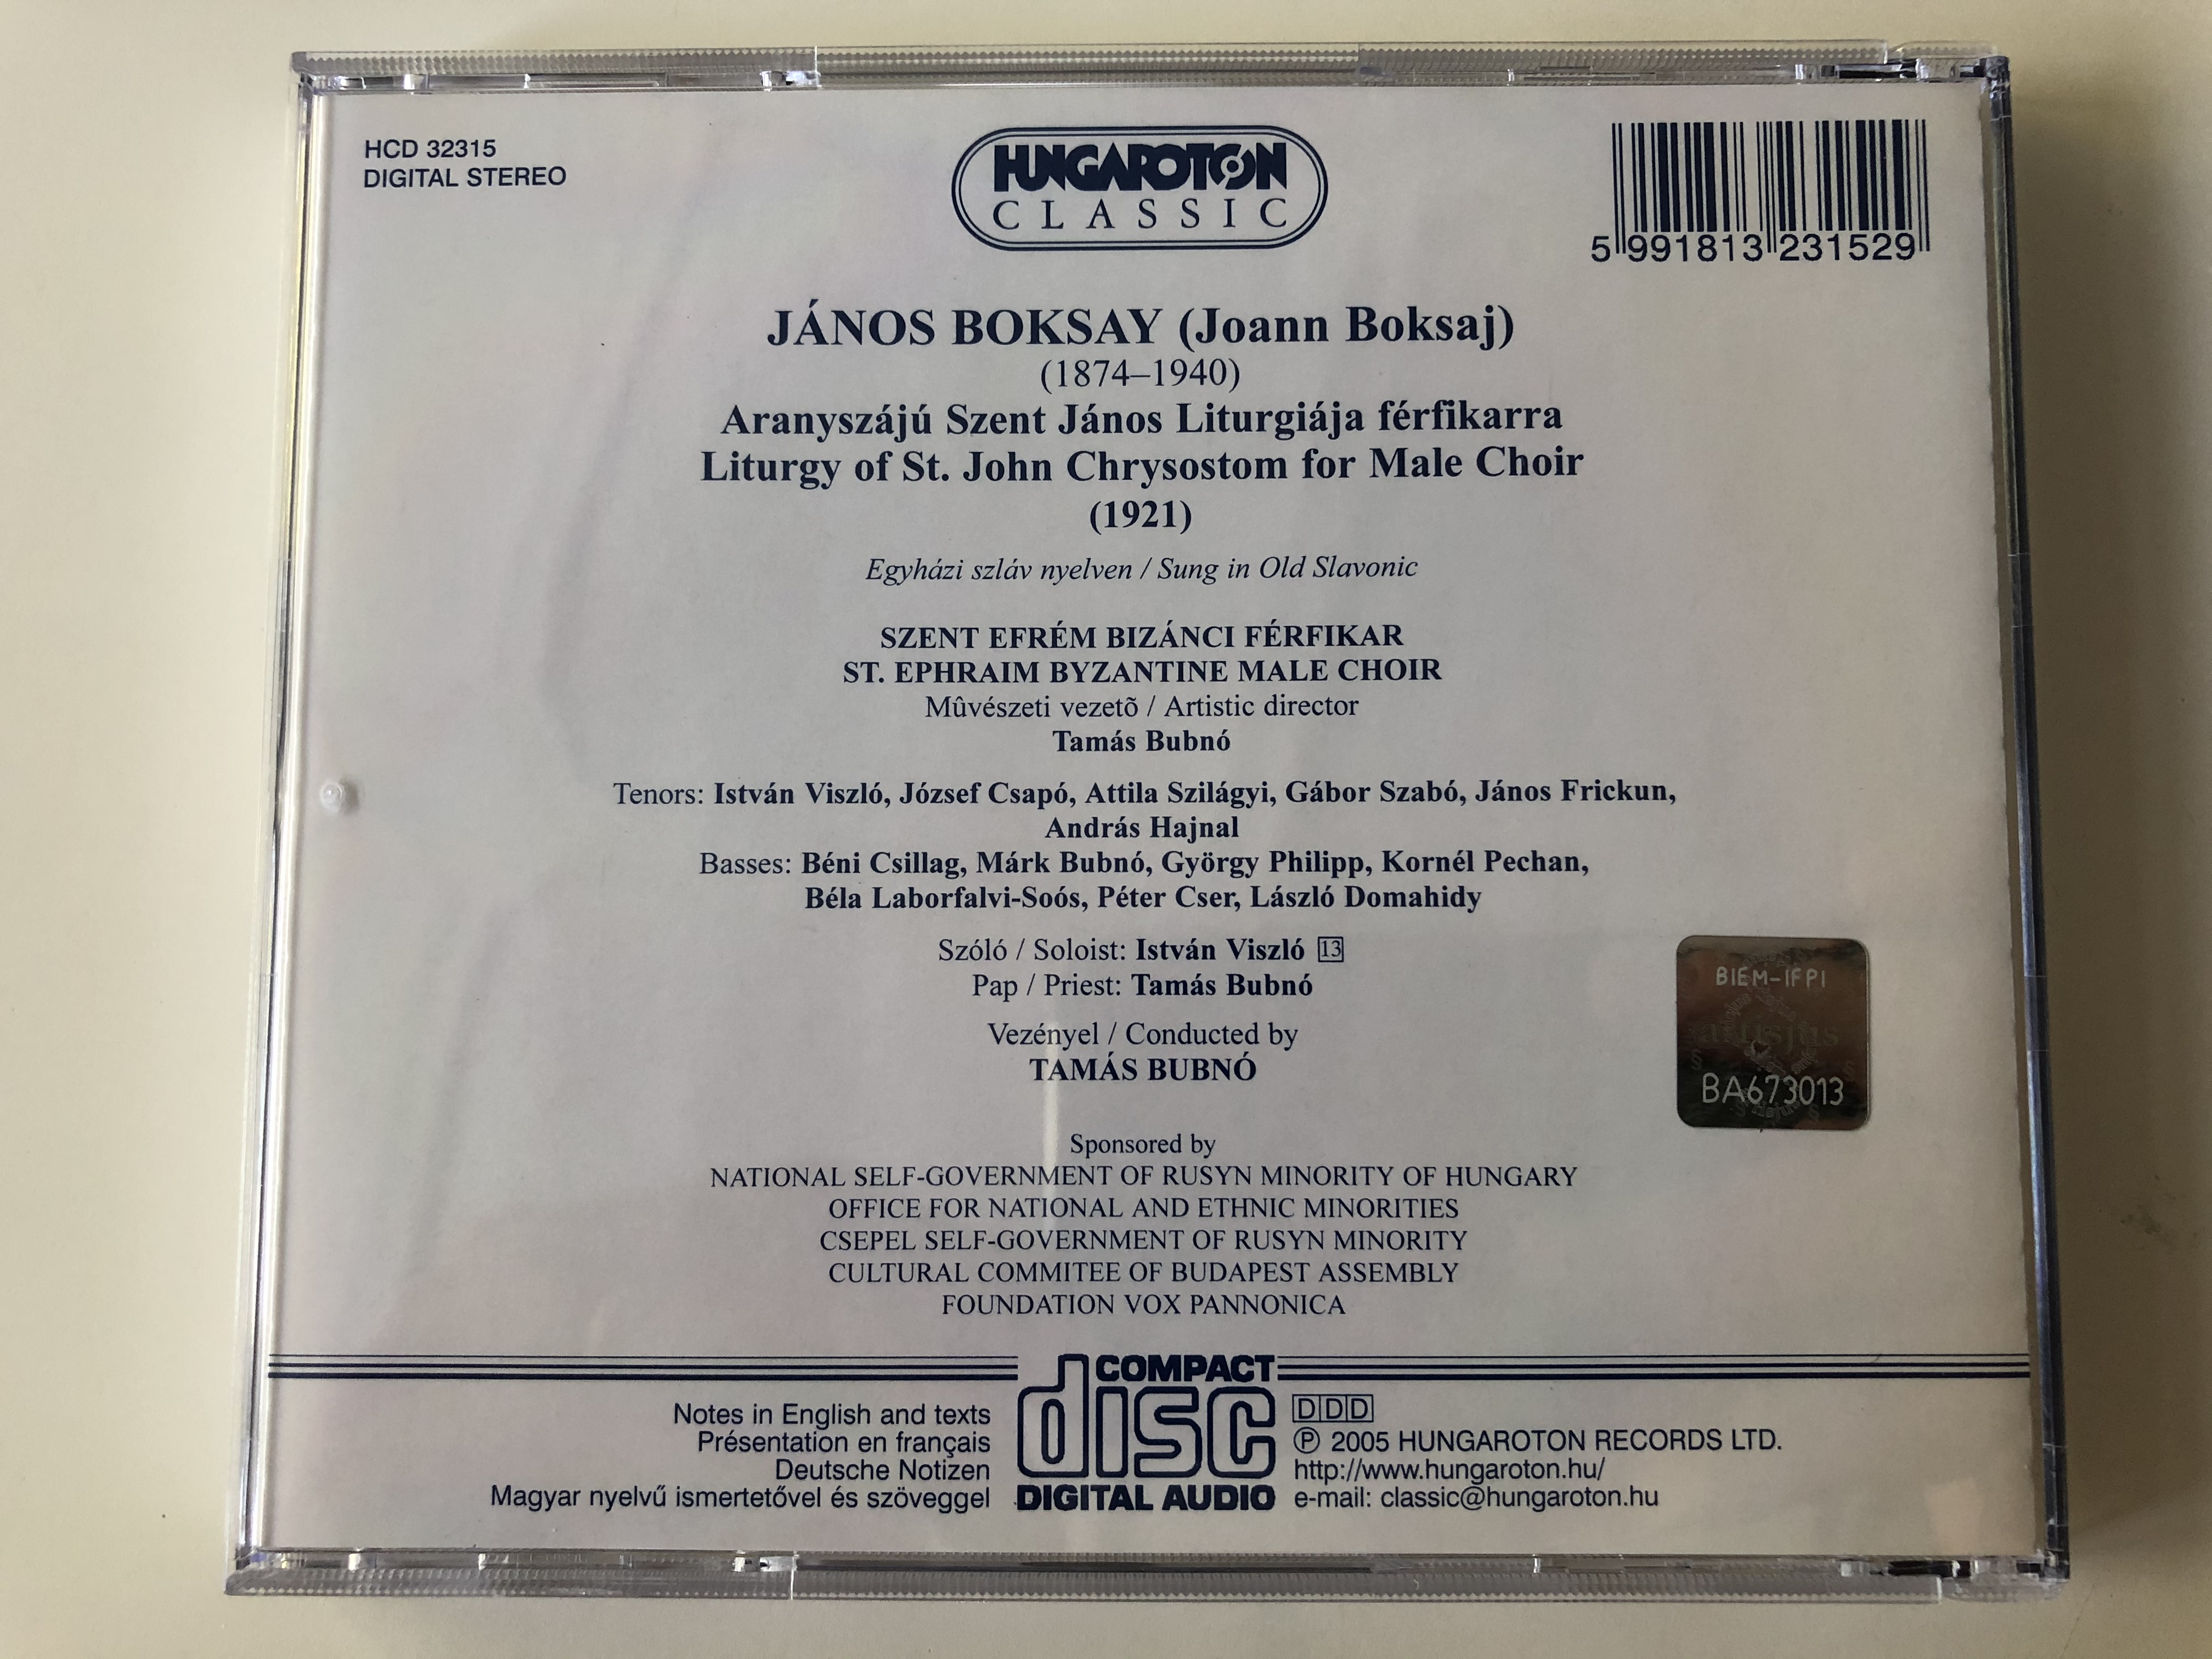 HCD 32315
DIGITAL STEREO
HUNGAROTON
CLASSIC
5 991813 231529
JÁNOS BOKSAY (Joann Boksaj)
(1874–1940)
Aranyszájú Szent János Liturgiája férfikarra
Liturgy of St. John Chrysostom for Male Choir
(1921)
Egyházi szláv nyelven / Sung in Old Slavonic
SZENT EFRÉM BIZÁNCI FÉRFIKAR
ST. EPHRAIM BYZANTINE MALE CHOIR
Mûvészeti vezetõ / Artistic director
Tamás Bubnó
Tenors: István Viszló, József Csapó, Attila Szilágyi, Gábor Szabó, János Frickun,
András Hajnal
Basses: Béni Csillag, Márk Bubnó, György Philipp, Kornél Pechan,
Béla Laborfalvi-Soós, Péter Cser, László Domahidy
Szóló / Soloist: István Viszló 13
Pap / Priest: Tamás Bubnó
Vezényel / Conducted by
TAMÁS BUBNÓ
BIEM-IFPI
artisjus
BA673013
Sponsored by
NATIONAL SELF-GOVERNMENT OF RUSYN MINORITY OF HUNGARY
OFFICE FOR NATIONAL AND ETHNIC MINORITIES
CSEPEL SELF-GOVERNMENT OF RUSYN MINORITY
CULTURAL COMMITEE OF BUDAPEST ASSEMBLY
FOUNDATION VOX PANNONICA
Notes in English and texts
Présentation en français
Deutsche Notizen
Magyar nyelvű ismertetővel és szöveggel
COMPACT
disc
DIGITAL AUDIO
DDD
℗ 2005 HUNGAROTON RECORDS LTD.
http://www.hungaroton.hu/
e-mail: classic@hungaroton.hu